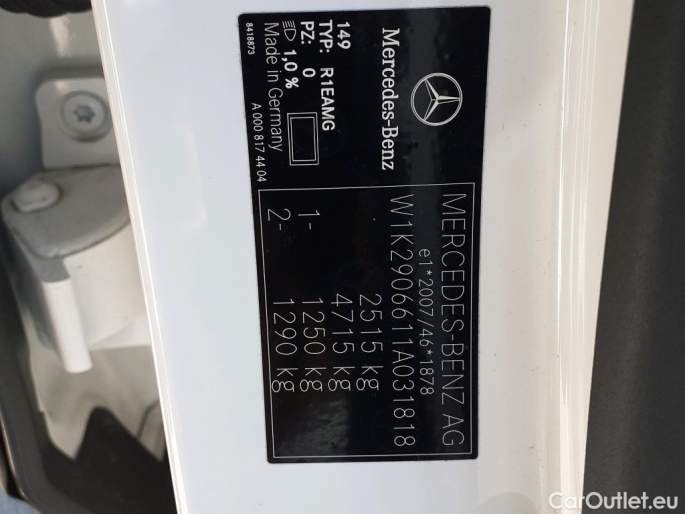 Mercedes-Benz
149
TYP: R1EAMG
PZ: 0
1,0 %
Made in Germany
8418873
A 000 817 44 04
MERCEDES-BENZ AG
e1*2007/46*1878
W1K2906611A031818
2515 kg
4715 kg
1- 1250 kg
2- 1290 kg
CarOutlet.eu